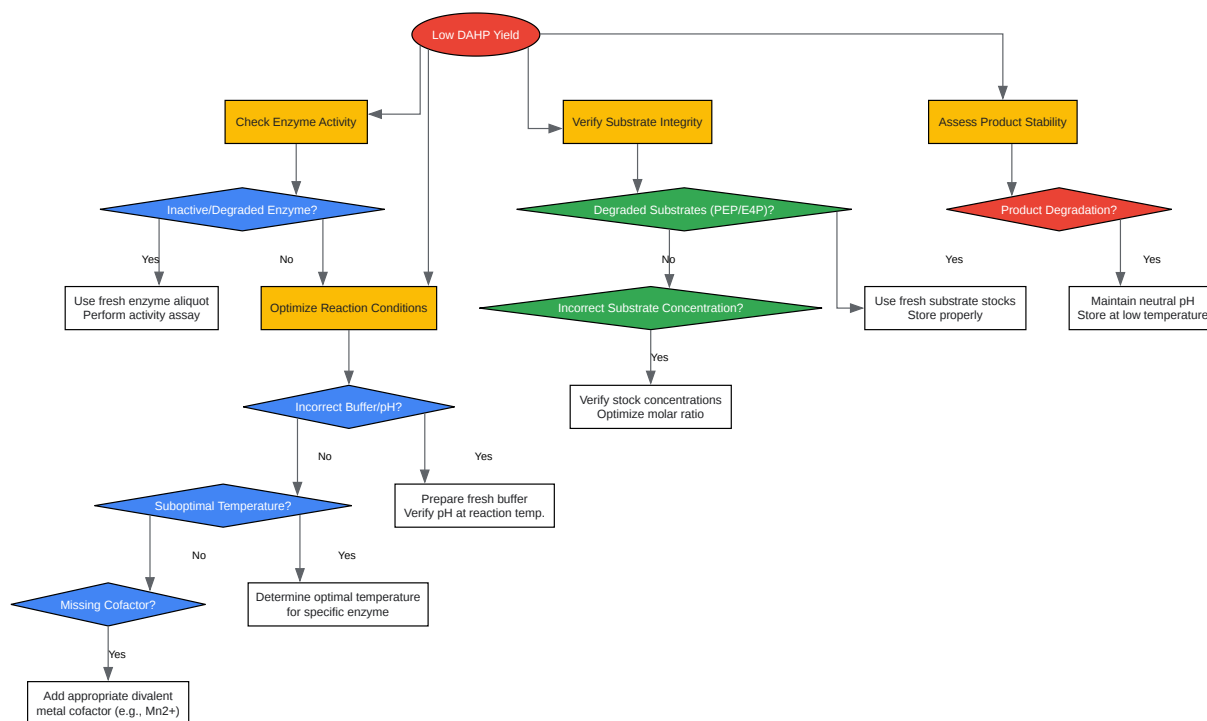 Low DAHP Yield
Check Enzyme Activity
Verify Substrate Integrity
Assess Product Stability
Inactive/Degraded Enzyme?
Degraded Substrates (PEP/E4P)?
Product Degradation?
Yes
No
No
Yes
Yes
Use fresh enzyme aliquot
Perform activity assay
Optimize Reaction Conditions
Incorrect Substrate Concentration?
Use fresh substrate stocks
Store properly
Maintain neutral pH
Store at low temperature
Yes
Incorrect Buffer/pH?
Verify stock concentrations
Optimize molar ratio
No
Yes
Suboptimal Temperature?
Prepare fresh buffer
Verify pH at reaction temp.
No
Yes
Missing Cofactor?
Determine optimal temperature
for specific enzyme
Yes
Add appropriate divalent
metal cofactor (e.g., Mn2+)